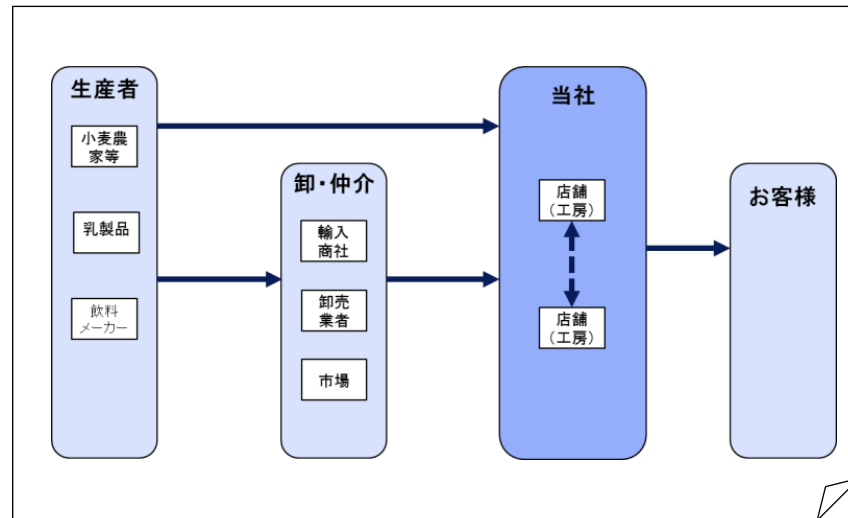 生産者
小麦農
家等
乳製品
飲料
メーカー
卸・仲介
輸入
商社
卸売
業者
市場
当社
店舗
（工房）
店舗
（工房）
お客様